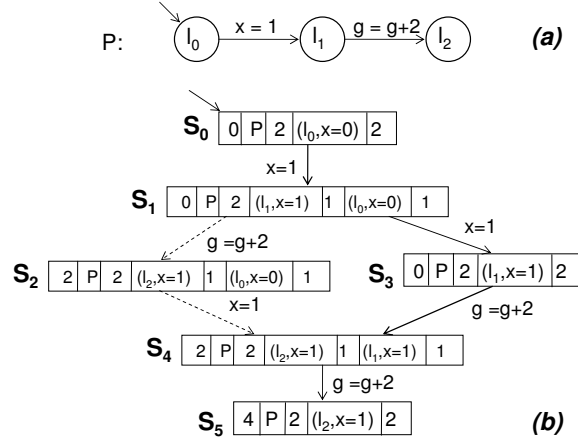 P: l₀ x = 1 l₁ g = g+2 l₂ (a)
S₀ 0 P 2 (l₀,x=0) 2
x=1
S₁ 0 P 2 (l₁,x=1) 1 (l₀,x=0) 1
g =g+2 x=1
S₂ 2 P 2 (l₂,x=1) 1 (l₀,x=0) 1
S₃ 0 P 2 (l₁,x=1) 2
x=1 g =g+2
S₄ 2 P 2 (l₂,x=1) 1 (l₁,x=1) 1
g =g+2
S₅ 4 P 2 (l₂,x=1) 2 (b)